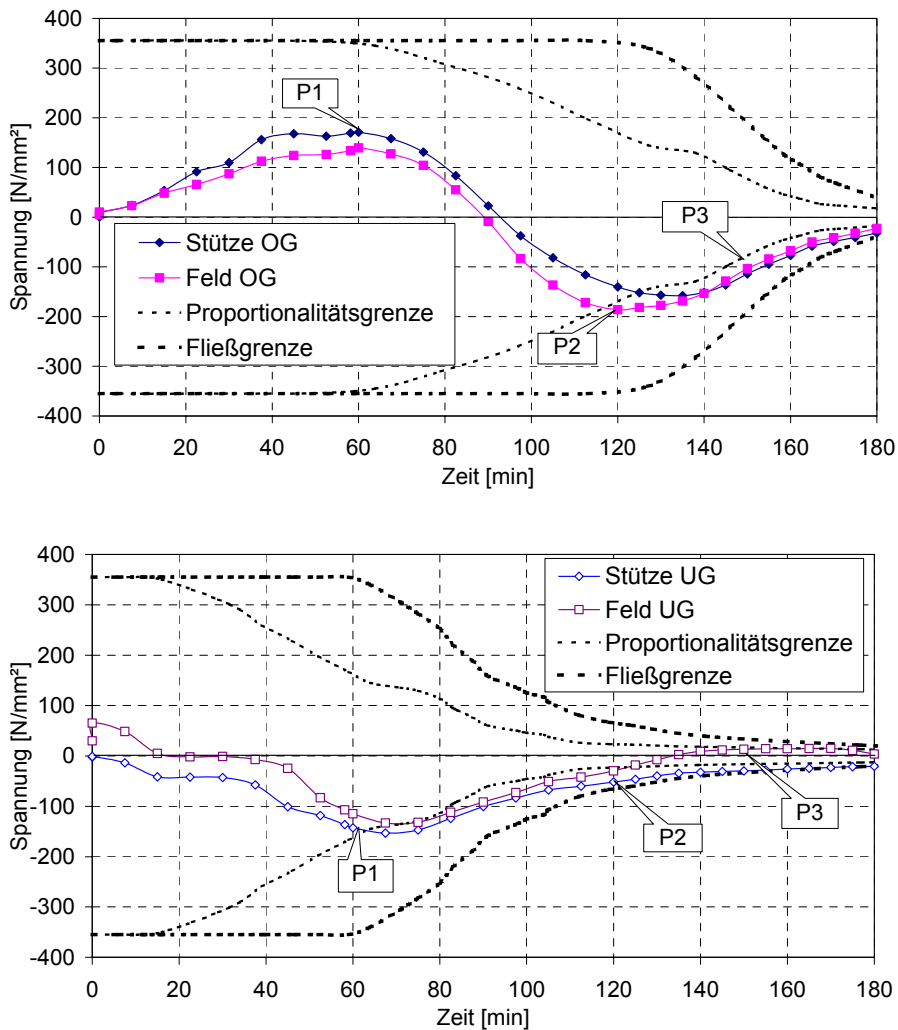 400
300
200
100
0
-100
-200
-300
-400
Spannung [N/mm²]
P1
P3
P2
Stütze OG
Feld OG
Proportionalitätsgrenze
Fließgrenze
0 20 40 60 80 100 120 140 160 180
Zeit [min]
400
300
200
100
0
-100
-200
-300
-400
Spannung [N/mm²]
Stütze UG
Feld UG
Proportionalitätsgrenze
Fließgrenze
P2
P3
P1
0 20 40 60 80 100 120 140 160 180
Zeit [min]